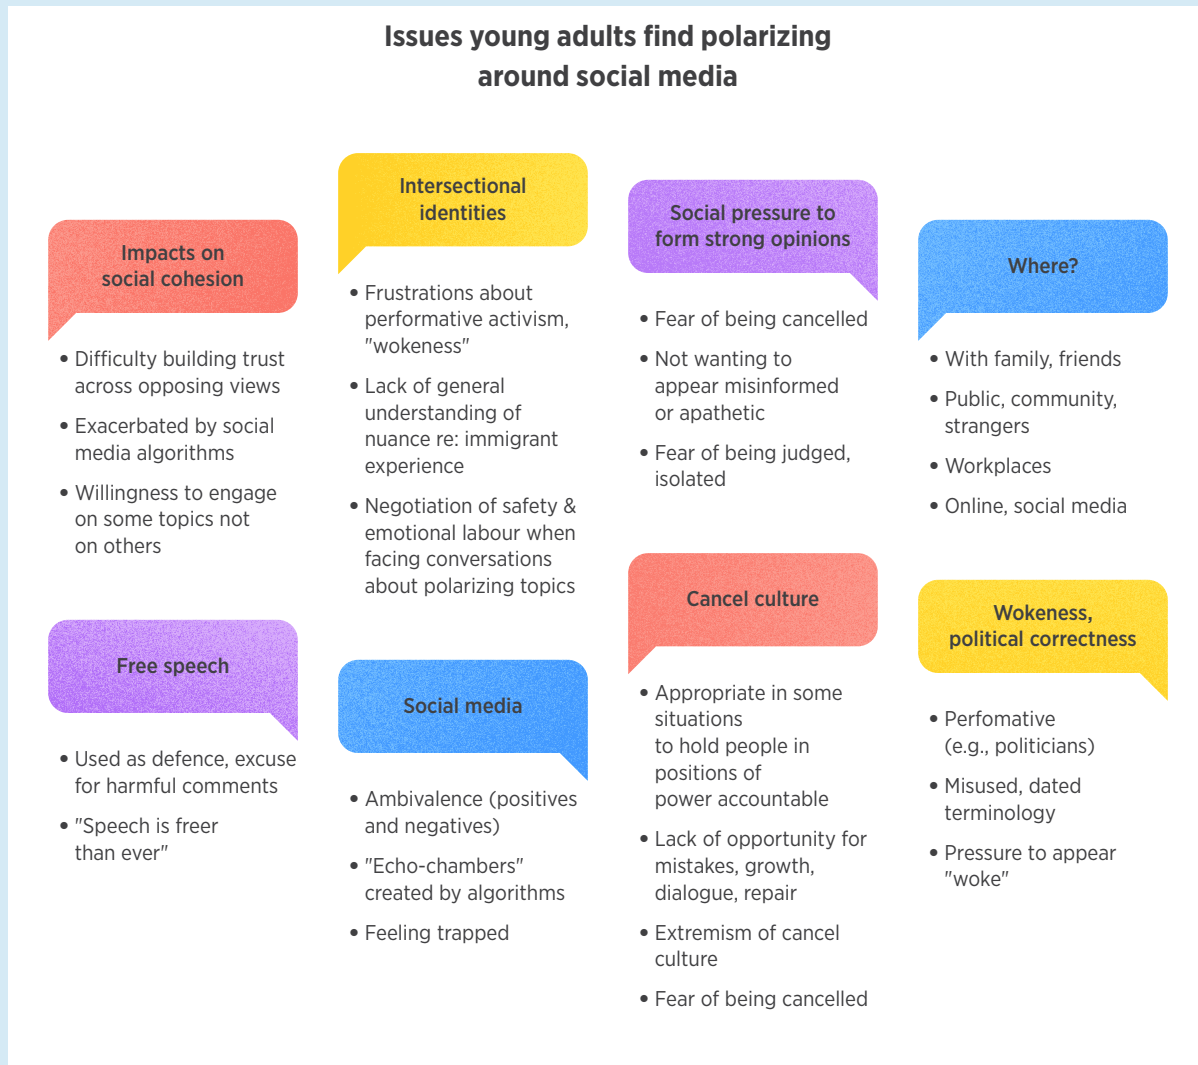 Issues young adults find polarizing
around social media
Impacts on
social cohesion
• Difficulty building trust
across opposing views
• Exacerbated by social
media algorithms
• Willingness to engage
on some topics not
on others
Intersectional
identities
• Frustrations about
performative activism,
"wokeness"
• Lack of general
understanding of
nuance re: immigrant
experience
• Negotiation of safety &
emotional labour when
facing conversations
about polarizing topics
Social pressure to
form strong opinions
• Fear of being cancelled
• Not wanting to
appear misinformed
or apathetic
• Fear of being judged,
isolated
Where?
• With family, friends
• Public, community,
strangers
• Workplaces
• Online, social media
Free speech
• Used as defence, excuse
for harmful comments
• "Speech is freer
than ever"
Social media
• Ambivalence (positives
and negatives)
• "Echo-chambers"
created by algorithms
• Feeling trapped
Cancel culture
• Appropriate in some
situations
to hold people in
positions of
power accountable
• Lack of opportunity for
mistakes, growth,
dialogue, repair
• Extremism of cancel
culture
• Fear of being cancelled
Wokeness,
political correctness
• Perfomative
(e.g., politicians)
• Misused, dated
terminology
• Pressure to appear
"woke"